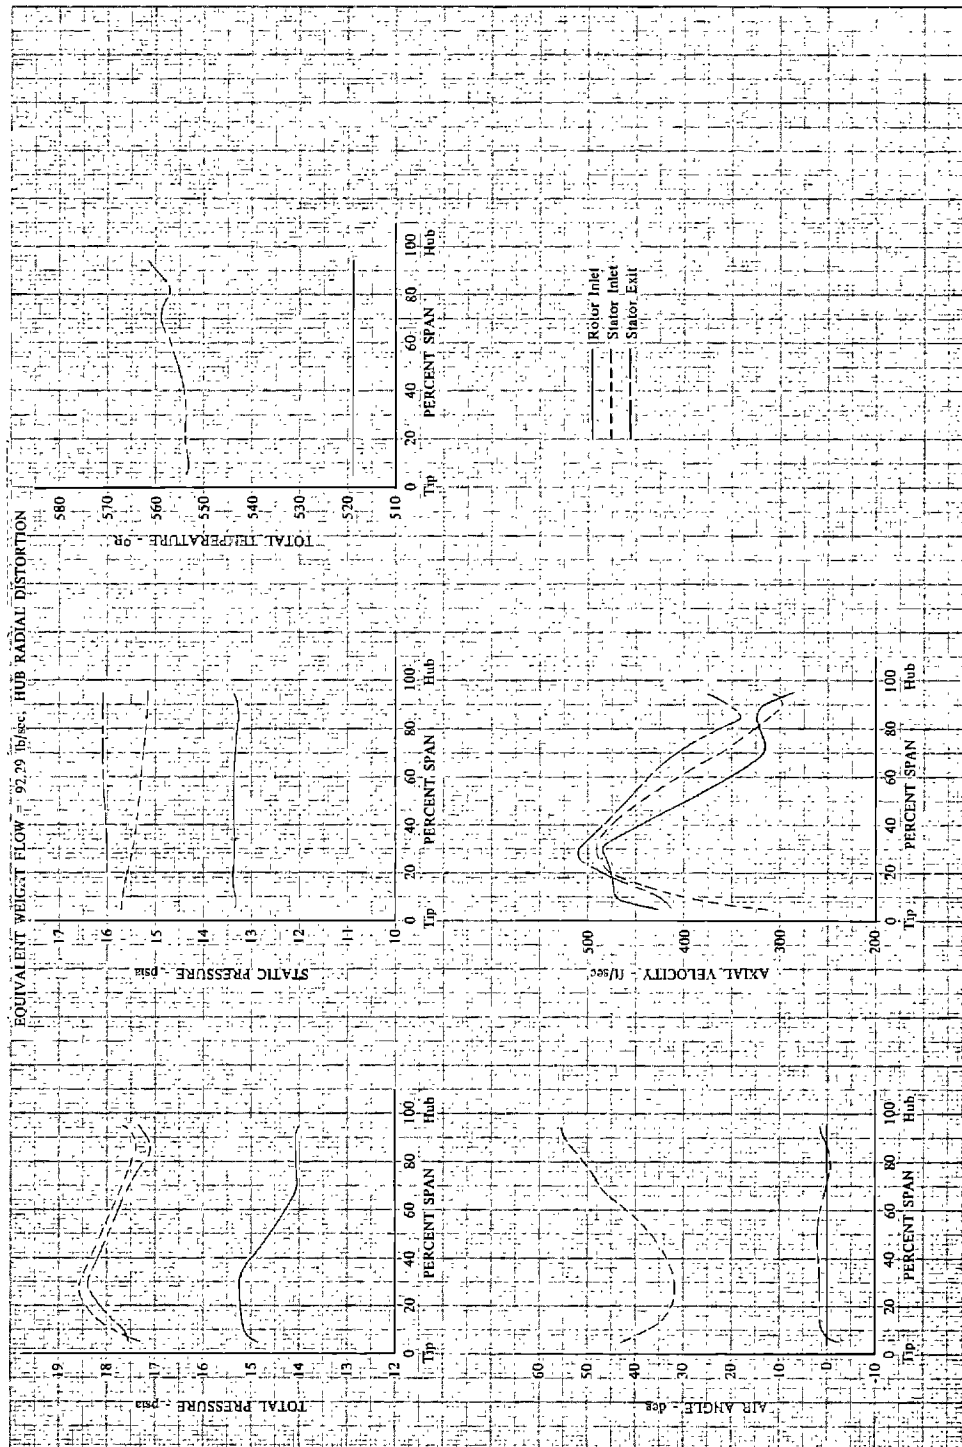 EQUIVALENT WEIGHT FLOW = 92.29 lb/sec, HUB RADIAL DISTORTION
TOTAL PRESSURE - psia
19
18
17
16
15
14
13
12
0 20 40 60 80 100
Tip PERCENT SPAN Hub
STATIC PRESSURE psia
17
16
15
14
13
12
11
10
0 20 40 60 80 100
Tip PERCENT SPAN Hub
TOTAL TEMPERATURE - °R
580
570
560
550
540
530
520
510
0 20 40 60 80 100
Tip PERCENT SPAN Hub
AIR ANGLE - deg
60
50
40
30
20
10
0
-10
0 20 40 60 80 100
Tip PERCENT SPAN Hub
AXIAL VELOCITY - ft/sec
500
400
300
200
0 20 40 60 80 100
Tip PERCENT SPAN Hub
Rotor Inlet
Stator Inlet
Stator Exit